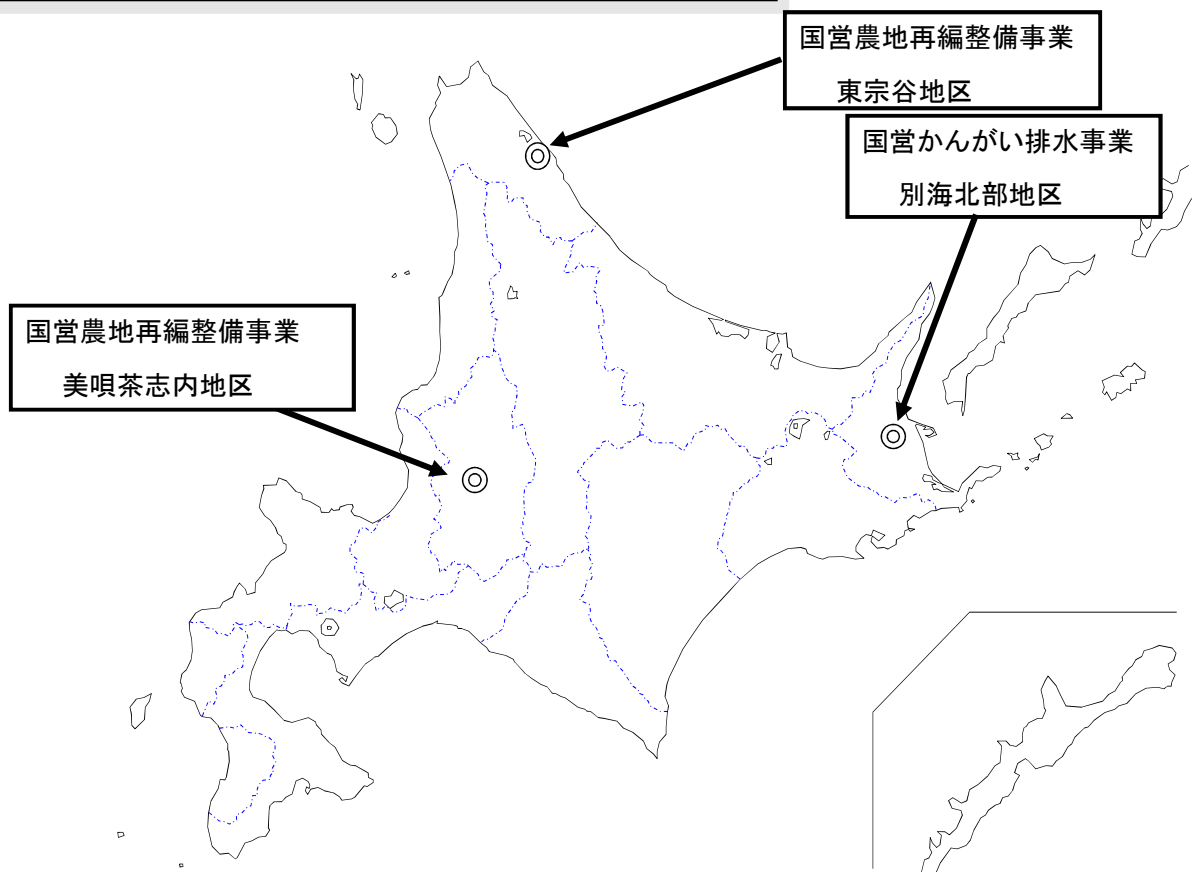 国営農地再編整備事業
東宗谷地区
国営かんがい排水事業
別海北部地区
国営農地再編整備事業
美唄茶志内地区